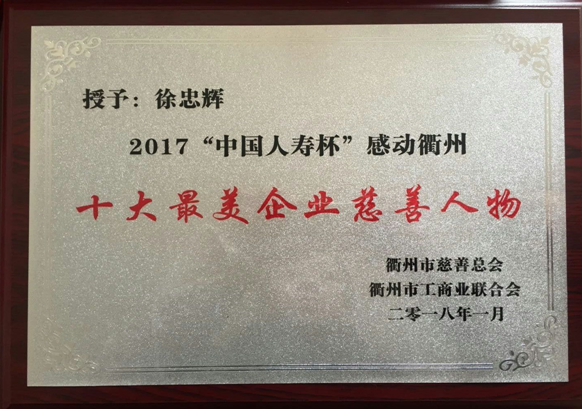 授予：徐忠辉
2017“中国人寿杯”感动衢州
十大最美企业慈善人物
衢州市慈善总会
衢州市工商业联合会
二零一八年一月